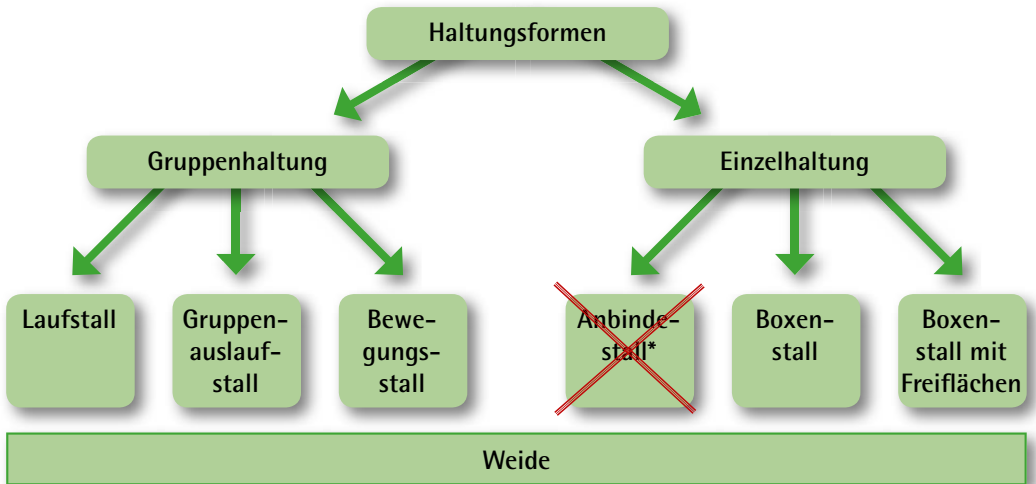 Haltungsformen
Gruppenhaltung
Einzelhaltung
Laufstall
Gruppen-
auslauf-
stall
Bewe-
gungs-
stall
Anbinde-
stall*
Boxen-
stall
Boxen-
stall mit
Freiflächen
Weide